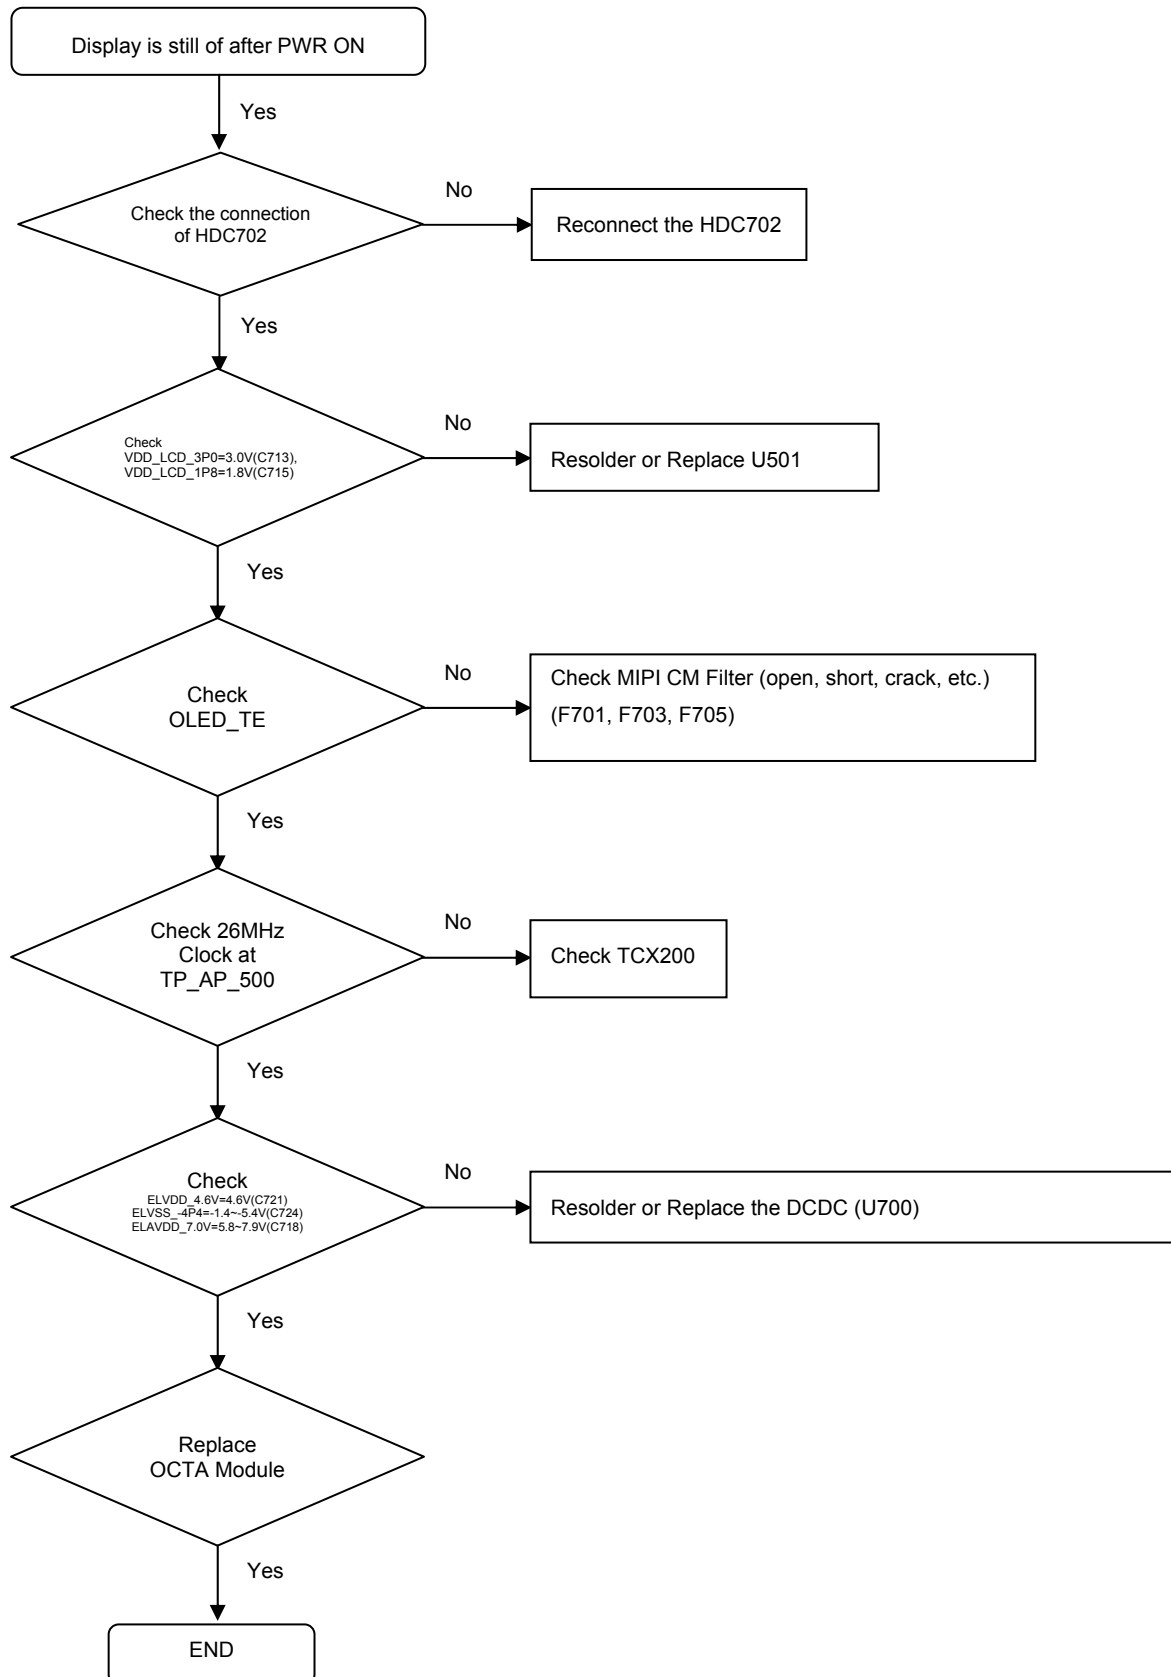 Display is still of after PWR ON
Yes
Check the connection
of HDC702
No
Reconnect the HDC702
Yes
Check
VDD_LCD_3P0=3.0V(C713),
VDD_LCD_1P8=1.8V(C715)
No
Resolder or Replace U501
Yes
Check
OLED_TE
No
Check MIPI CM Filter (open, short, crack, etc.)
(F701, F703, F705)
Yes
Check 26MHz
Clock at
TP_AP_500
No
Check TCX200
Yes
Check
ELVDD_4.6V=4.6V(C721)
ELVSS_-4P4=-1.4~-5.4V(C724)
ELAVDD_7.0V=5.8~7.9V(C718)
No
Resolder or Replace the DCDC (U700)
Yes
Replace
OCTA Module
Yes
END